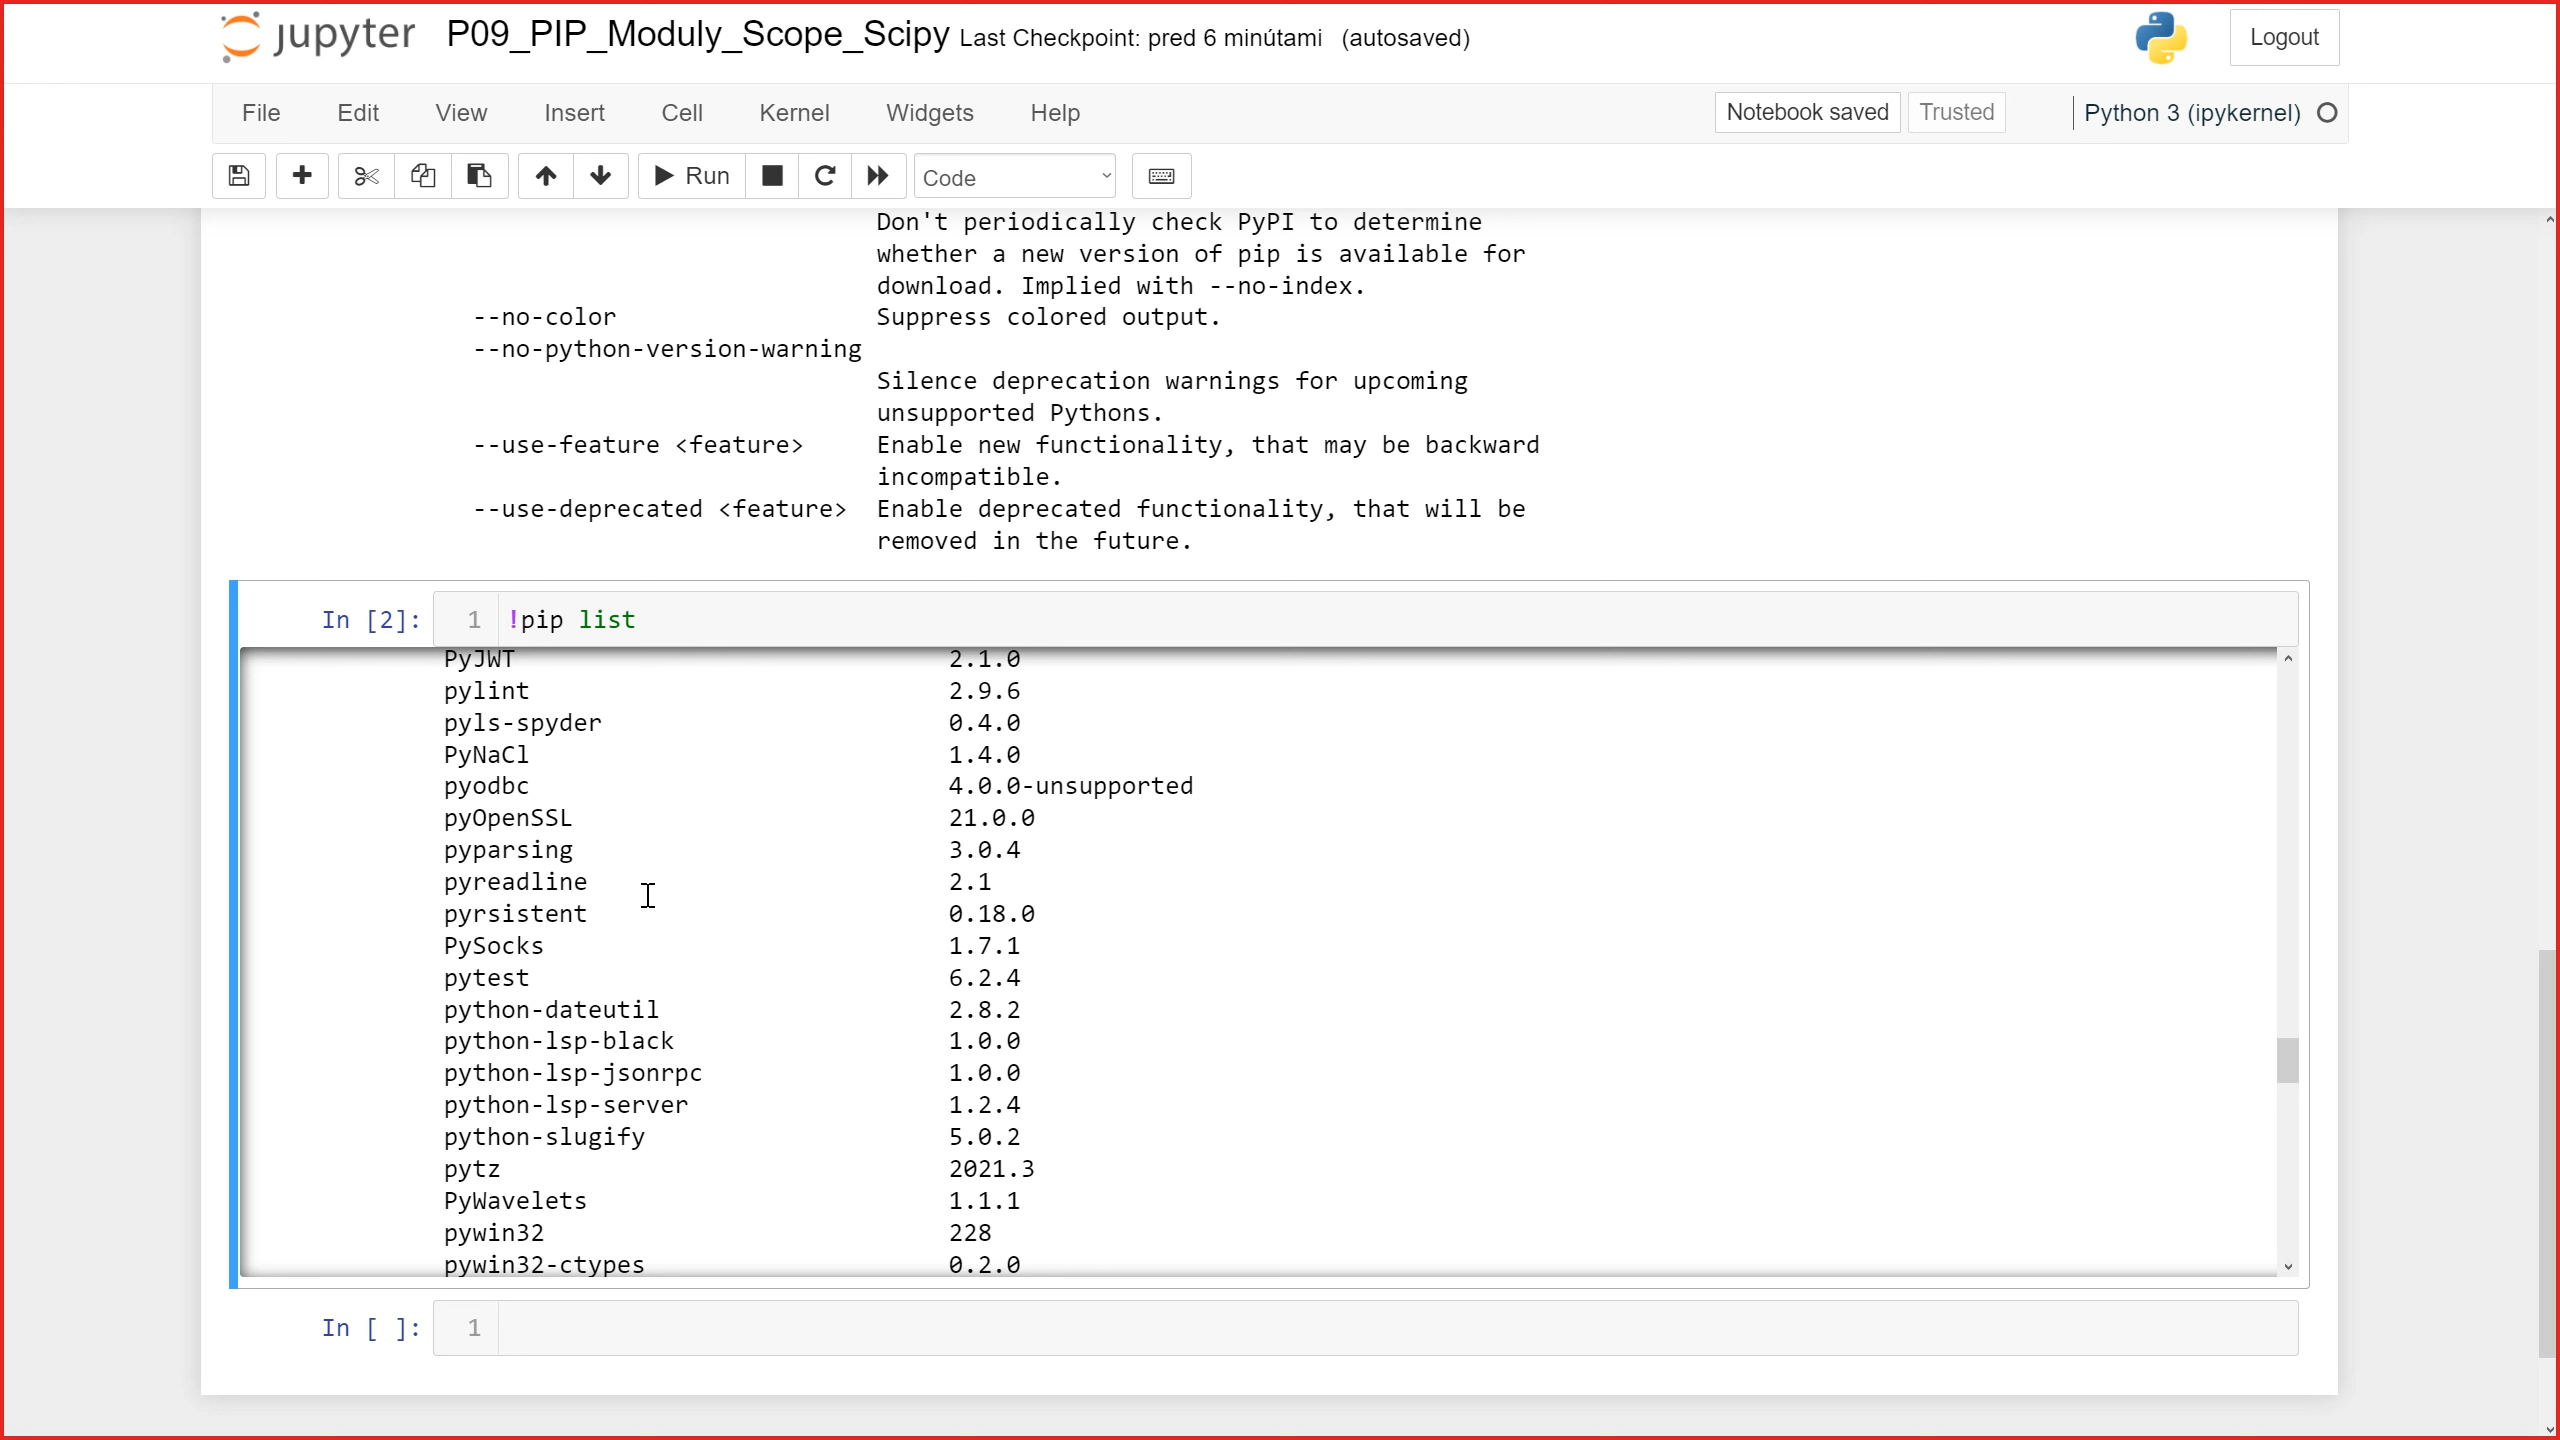 jupyter P09_PIP_Moduly_Scope_Scipy Last Checkpoint: pred 6 minútami (autosaved) Logout
File Edit View Insert Cell Kernel Widgets Help Notebook saved Trusted Python 3 (ipykernel)
Run Code
Don't periodically check PyPI to determine
whether a new version of pip is available for
download. Implied with --no-index.
--no-color Suppress colored output.
--no-python-version-warning
Silence deprecation warnings for upcoming
unsupported Pythons.
--use-feature <feature> Enable new functionality, that may be backward
incompatible.
--use-deprecated <feature> Enable deprecated functionality, that will be
removed in the future.
In [2]: 1 !pip list
PyJWT 2.1.0
pylint 2.9.6
pyls-spyder 0.4.0
PyNaCl 1.4.0
pyodbc 4.0.0-unsupported
pyOpenSSL 21.0.0
pyparsing 3.0.4
pyreadline 2.1
pyrsistent 0.18.0
PySocks 1.7.1
pytest 6.2.4
python-dateutil 2.8.2
python-lsp-black 1.0.0
python-lsp-jsonrpc 1.0.0
python-lsp-server 1.2.4
python-slugify 5.0.2
pytz 2021.3
PyWavelets 1.1.1
pywin32 228
pywin32-ctypes 0.2.0
In [ ]: 1